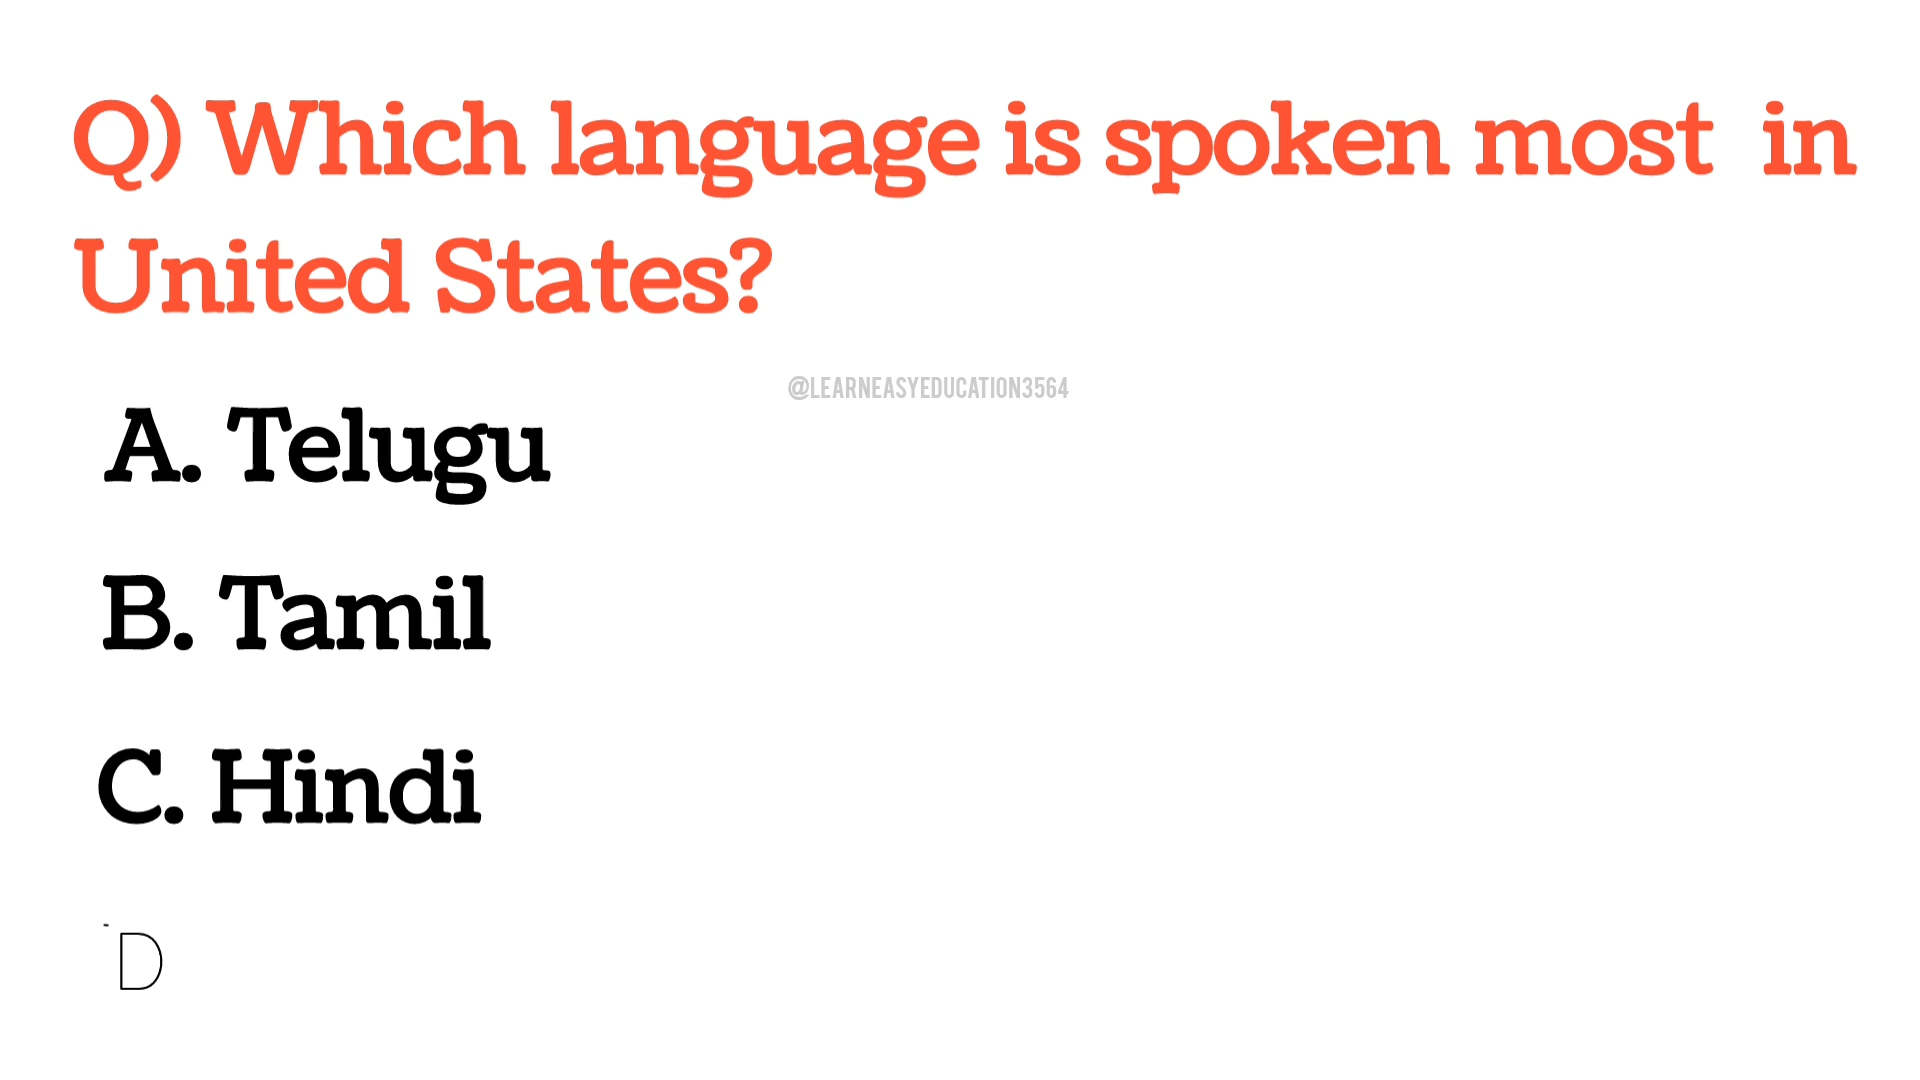 Q) Which language is spoken most in
United States?
@LEARNEASYEDUCATION3564
A. Telugu
B. Tamil
C. Hindi
D